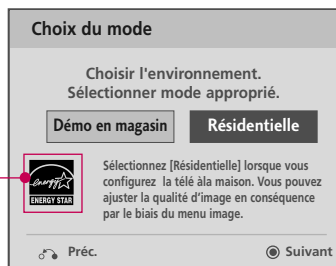 Choix du mode
Choisir l'environnement.
Sélectionner mode approprié.
Démo en magasin
Résidentielle
energy
ENERGY STAR
Sélectionnez [Résidentielle] lorsque vous
configurez la télé àla maison. Vous pouvez
ajuster la qualité d'image en conséquence
par le biais du menu image.
Préc.
Suivant